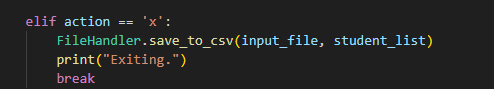 elif action == 'x':
    FileHandler.save_to_csv(input_file, student_list)
    print("Exiting.")
    break